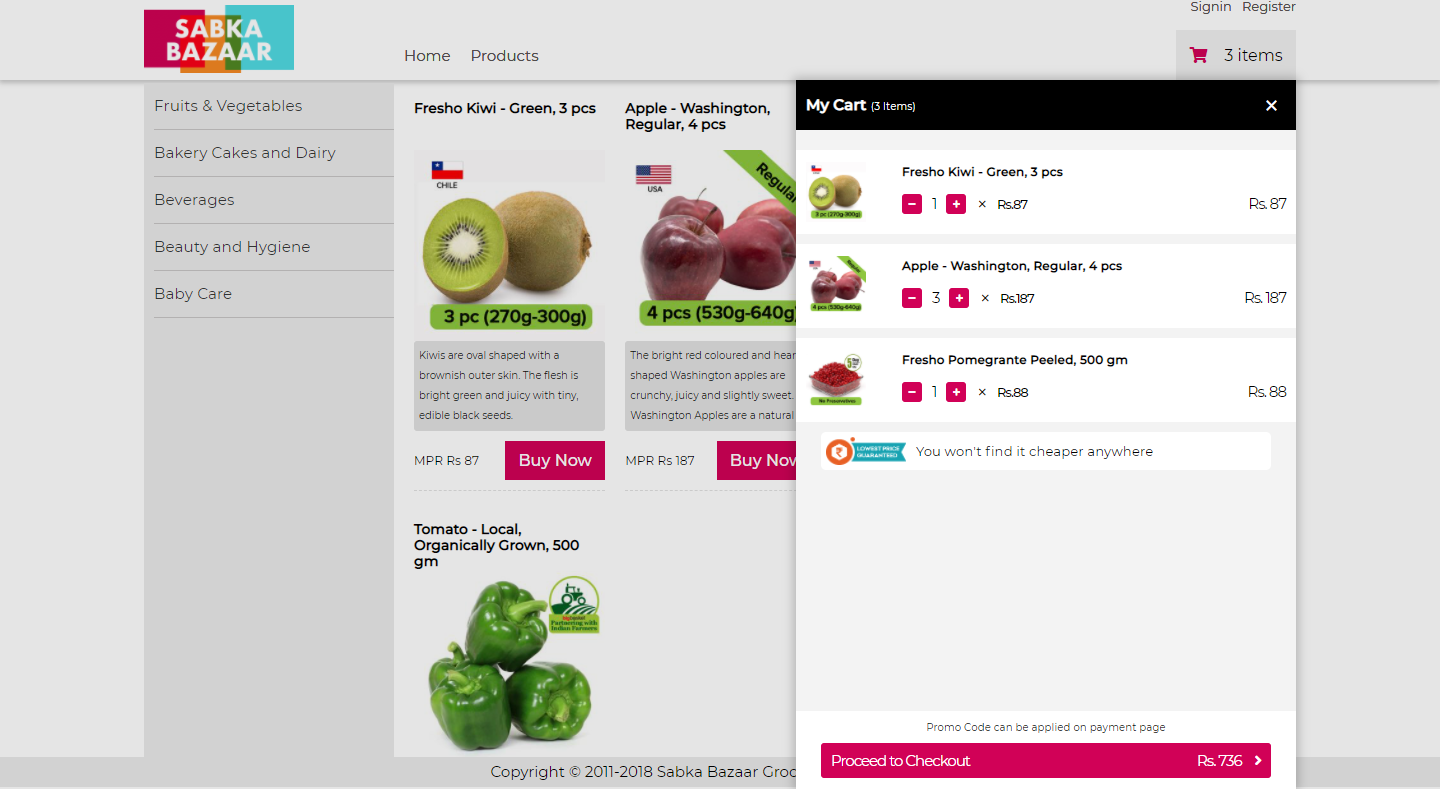 Signin Register
SABKA
BAZAAR
Home Products
3 items
Fruits & Vegetables
Bakery Cakes and Dairy
Beverages
Beauty and Hygiene
Baby Care
Fresho Kiwi - Green, 3 pcs
CHILE
3 pc (270g-300g)
Kiwis are oval shaped with a
brownish outer skin. The flesh is
bright green and juicy with tiny,
edible black seeds.
MPR Rs 87
Buy Now
Apple - Washington,
Regular, 4 pcs
USA
Regular
4 pcs (530g-640g)
The bright red coloured and hear
shaped Washington apples are
crunchy, juicy and slightly sweet.
Washington Apples are a natural
MPR Rs 187
Buy Now
Tomato - Local,
Organically Grown, 500
gm
Partnering with
Indian Farmers
My Cart (3 Items) ×
Fresho Kiwi - Green, 3 pcs
3 pc (270g-300g)
− 1 + × Rs.87 Rs. 87
Apple - Washington, Regular, 4 pcs
USA
4 pcs (530g-640g)
− 3 + × Rs.187 Rs. 187
Fresho Pomegrante Peeled, 500 gm
No Preservatives
− 1 + × Rs.88 Rs. 88
LOWEST PRICE
GUARANTEED
You won't find it cheaper anywhere
Promo Code can be applied on payment page
Proceed to Checkout Rs. 736
Copyright © 2011-2018 Sabka Bazaar Groc